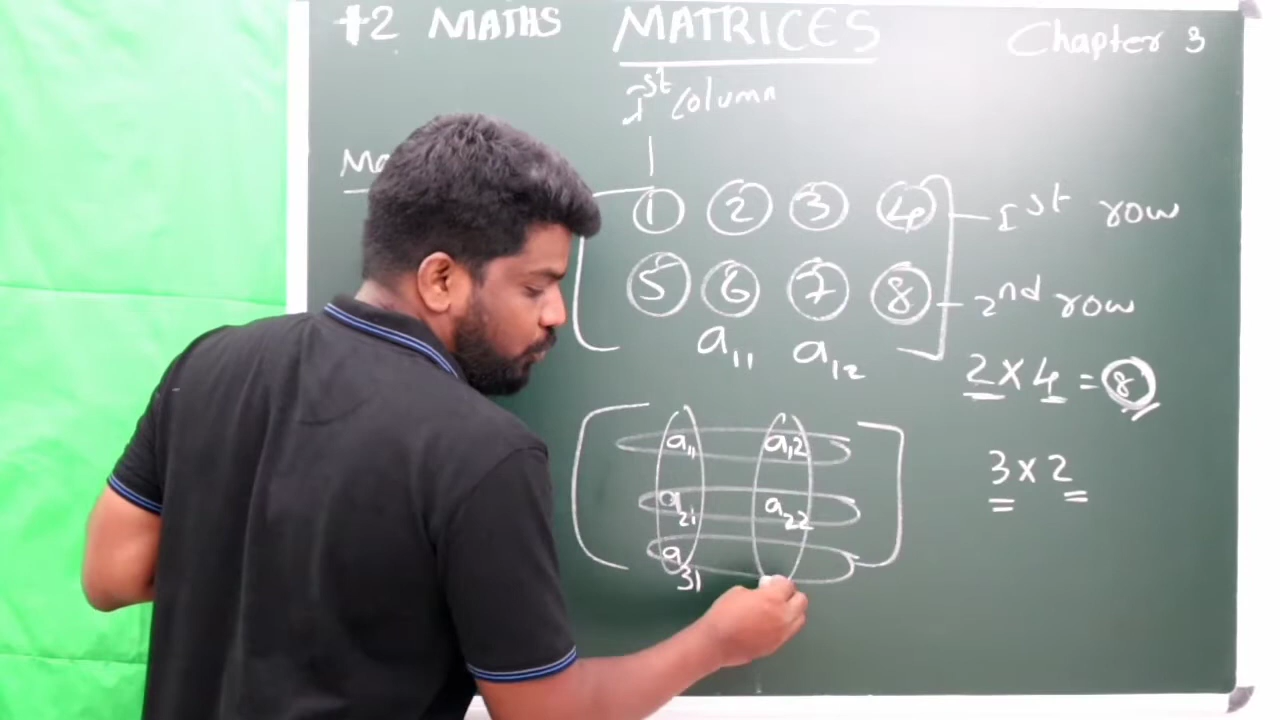 +2 MATHS MATRICES Chapter 3
1st Column
1 2 3 4 - 1st row
5 6 7 8 - 2nd row
a11 a12
2 x 4 = 8
a11 a12
a21 a22
a31
3 x 2